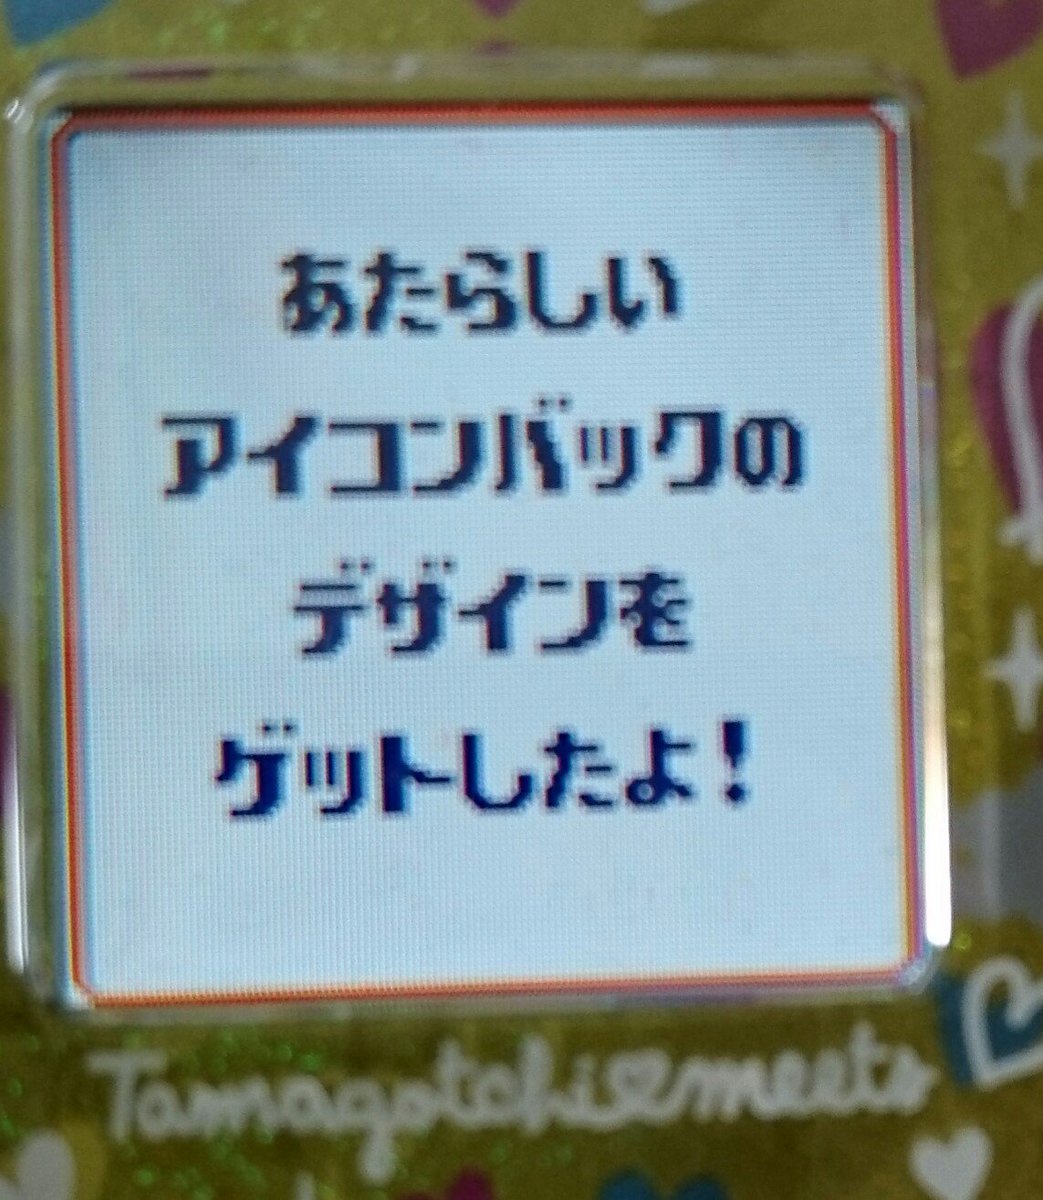 あたらしい
アイコンバックの
デザインを
ゲットしたよ！
Tamagotchi♡meets